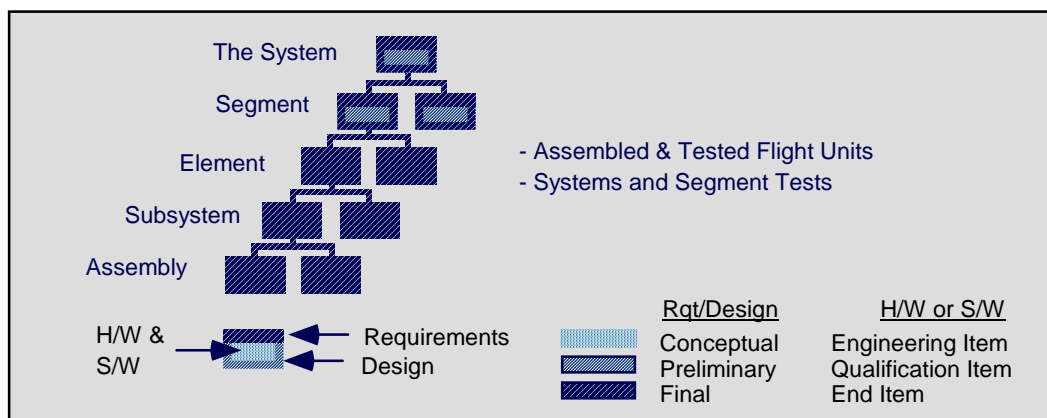 The System
Segment
Element
- Assembled & Tested Flight Units
- Systems and Segment Tests
Subsystem
Assembly
H/W &
S/W
Requirements
Design
Rqt/Design H/W or S/W
Conceptual Engineering Item
Preliminary Qualification Item
Final End Item